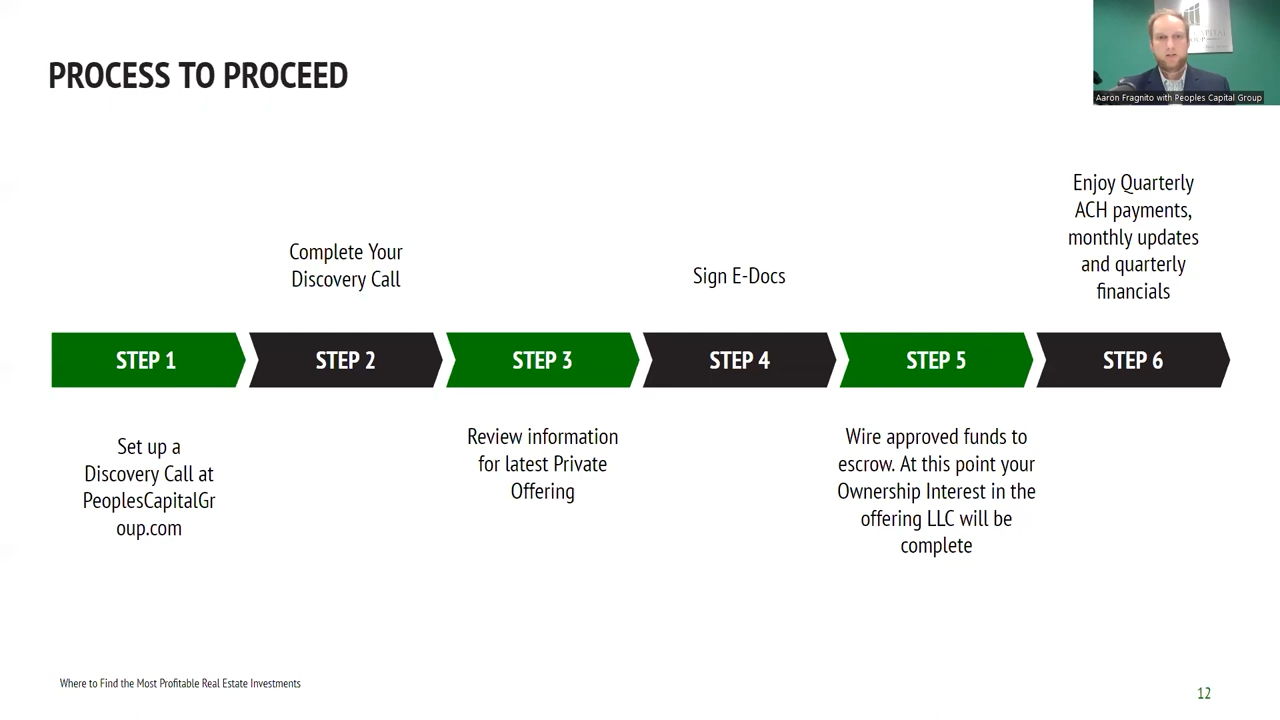 PROCESS TO PROCEED
CAPITAL
Aaron Fragnito with Peoples Capital Group
Complete Your
Discovery Call
Sign E-Docs
Enjoy Quarterly
ACH payments,
monthly updates
and quarterly
financials
STEP 1
STEP 2
STEP 3
STEP 4
STEP 5
STEP 6
Set up a
Discovery Call at
PeoplesCapitalGr
oup.com
Review information
for latest Private
Offering
Wire approved funds to
escrow. At this point your
Ownership Interest in the
offering LLC will be
complete
Where to Find the Most Profitable Real Estate Investments
12